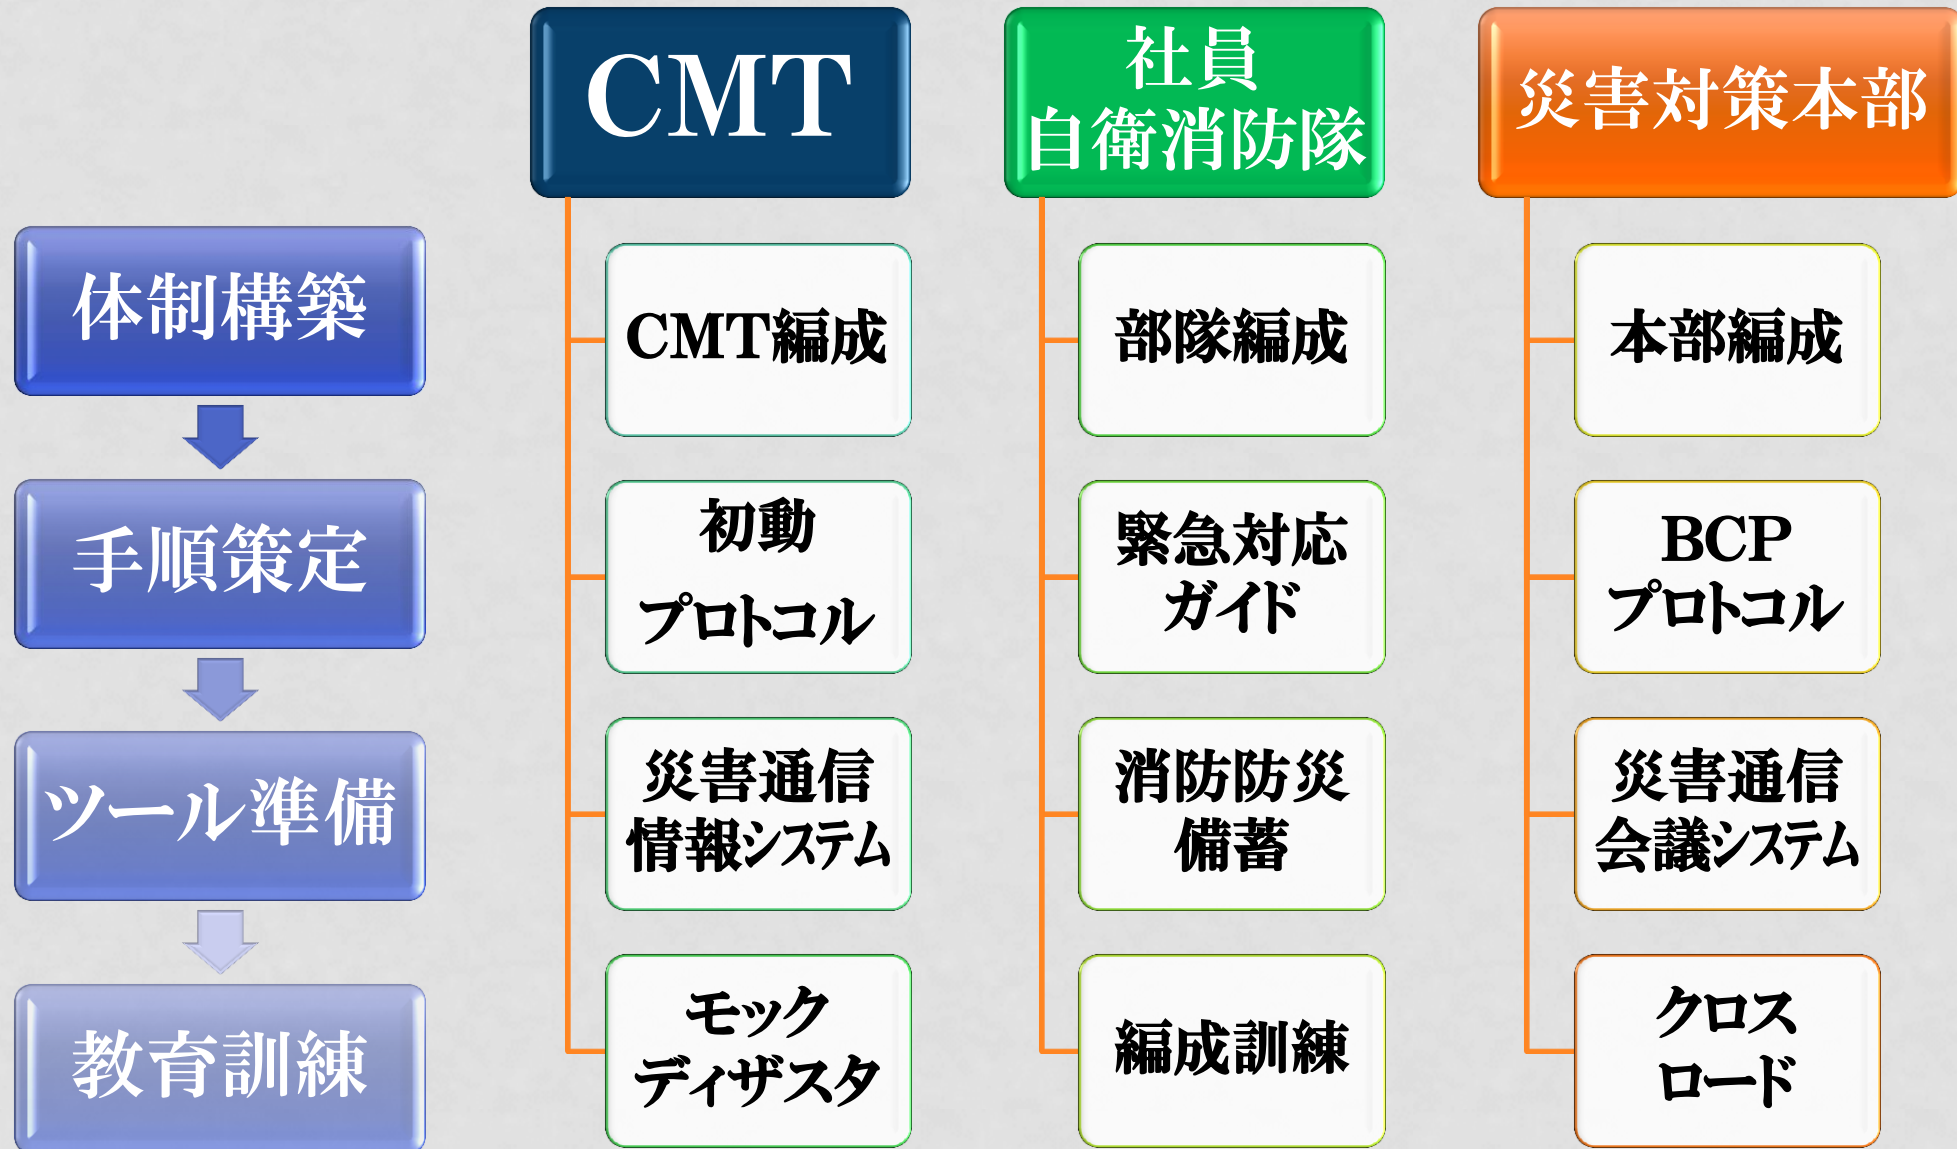 CMT
社員
自衛消防隊
災害対策本部
体制構築
CMT編成
部隊編成
本部編成
手順策定
初動
プロトコル
緊急対応
ガイド
BCP
プロトコル
ツール準備
災害通信
情報システム
消防防災
備蓄
災害通信
会議システム
教育訓練
モック
ディザスタ
編成訓練
クロス
ロード